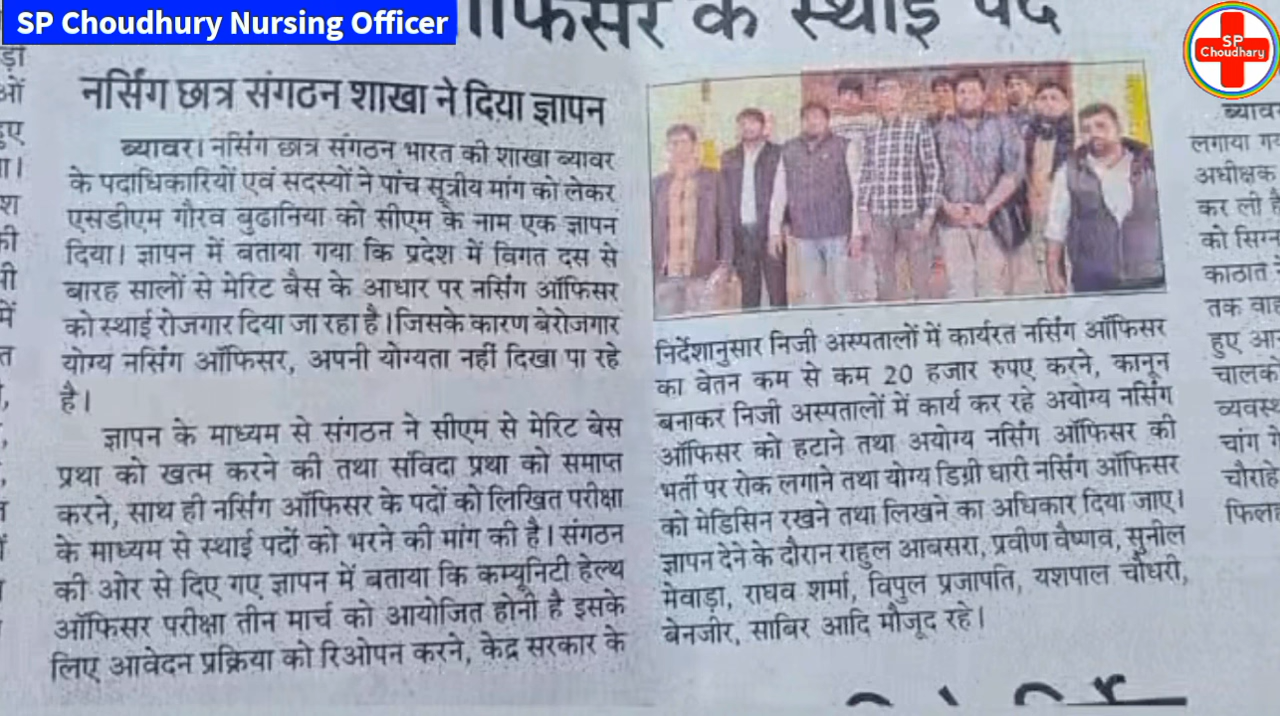 SP Choudhury Nursing Officer
SP
Choudhary
के स्थाई पद
नर्सिंग छात्र संगठन शाखा ने दिया ज्ञापन
ब्यावर। नर्सिंग छात्र संगठन भारत की शाखा ब्यावर
के पदाधिकारियों एवं सदस्यों ने पांच सूत्रीय मांग को लेकर
एसडीएम गौरव बुढानिया को सीएम के नाम एक ज्ञापन
दिया। ज्ञापन में बताया गया कि प्रदेश में विगत दस से
बारह सालों से मेरिट बैस के आधार पर नर्सिंग ऑफिसर
को स्थाई रोजगार दिया जा रहा है।जिसके कारण बेरोजगार
योग्य नर्सिंग ऑफिसर, अपनी योग्यता नहीं दिखा पा रहे
है।
ज्ञापन के माध्यम से संगठन ने सीएम से मेरिट बेस
प्रथा को खत्म करने की तथा संविदा प्रथा को समाप्त
करने, साथ ही नर्सिंग ऑफिसर के पदों को लिखित परीक्षा
के माध्यम से स्थाई पदों को भरने की मांग की है। संगठन
की ओर से दिए गए ज्ञापन में बताया कि कम्यूनिटी हेल्थ
ऑफिसर परीक्षा तीन मार्च को आयोजित होनी है इसके
लिए आवेदन प्रक्रिया को रिओपन करने, केंद्र सरकार के
निर्देशानुसार निजी अस्पतालों में कार्यरत नर्सिंग ऑफिसर
का वेतन कम से कम 20 हजार रुपए करने, कानून
बनाकर निजी अस्पतालों में कार्य कर रहे अयोग्य नर्सिंग
ऑफिसर को हटाने तथा अयोग्य नर्सिंग ऑफिसर की
भर्ती पर रोक लगाने तथा योग्य डिग्री धारी नर्सिंग ऑफिसर
को मेडिसिन रखने तथा लिखने का अधिकार दिया जाए।
ज्ञापन देने के दौरान राहुल आबसरा, प्रवीण वैष्णव, सुनील
मेवाड़ा, राघव शर्मा, विपुल प्रजापति, यशपाल चौधरी,
बेनजीर, साबिर आदि मौजूद रहे।
लगाया
अधीक्षक
कर ली
को
काठात
तक
हुए
चांग